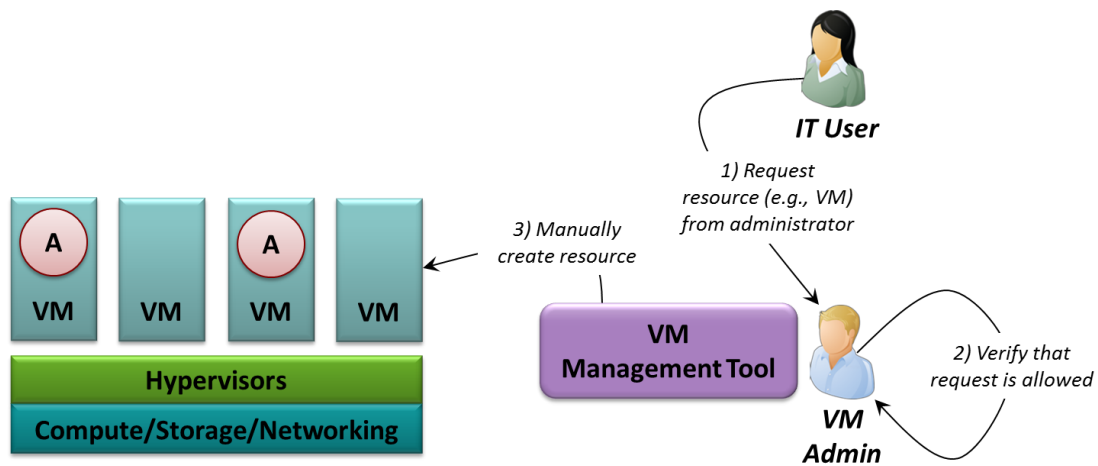 IT User
1) Request
resource (e.g., VM)
from administrator
A
A
VM
VM
VM
VM
3) Manually
create resource
VM
Management Tool
2) Verify that
request is allowed
VM
Admin
Hypervisors
Compute/Storage/Networking